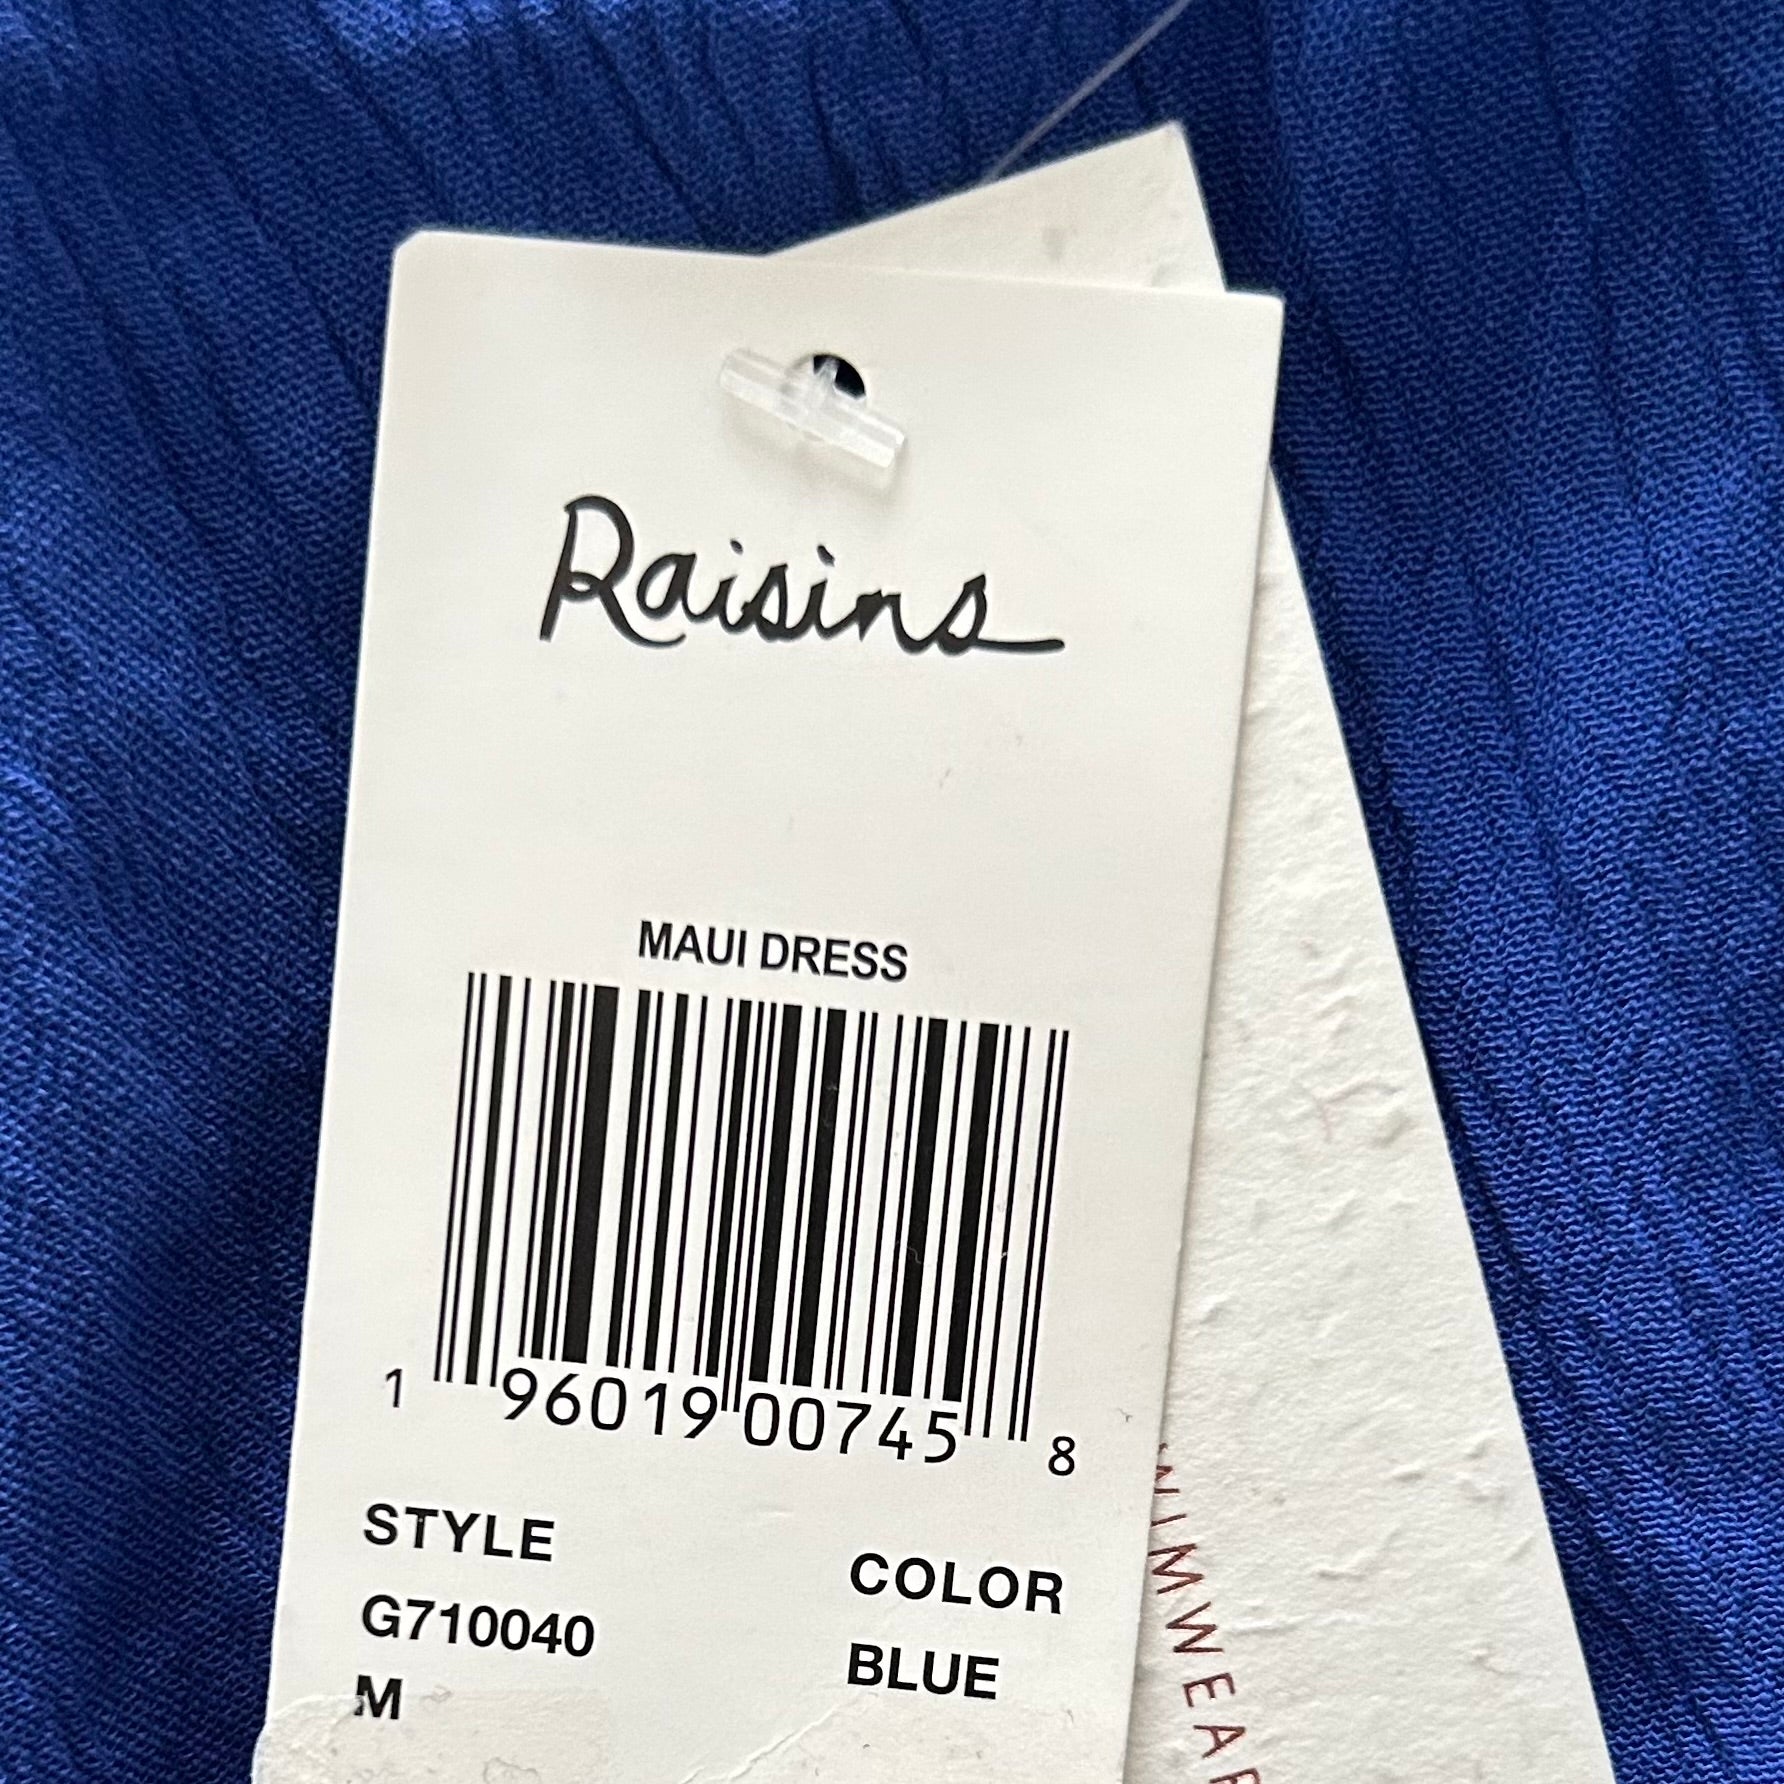 Raisins
MAUI DRESS
1 96019 00745 8
STYLE
G710040
M
COLOR
BLUE